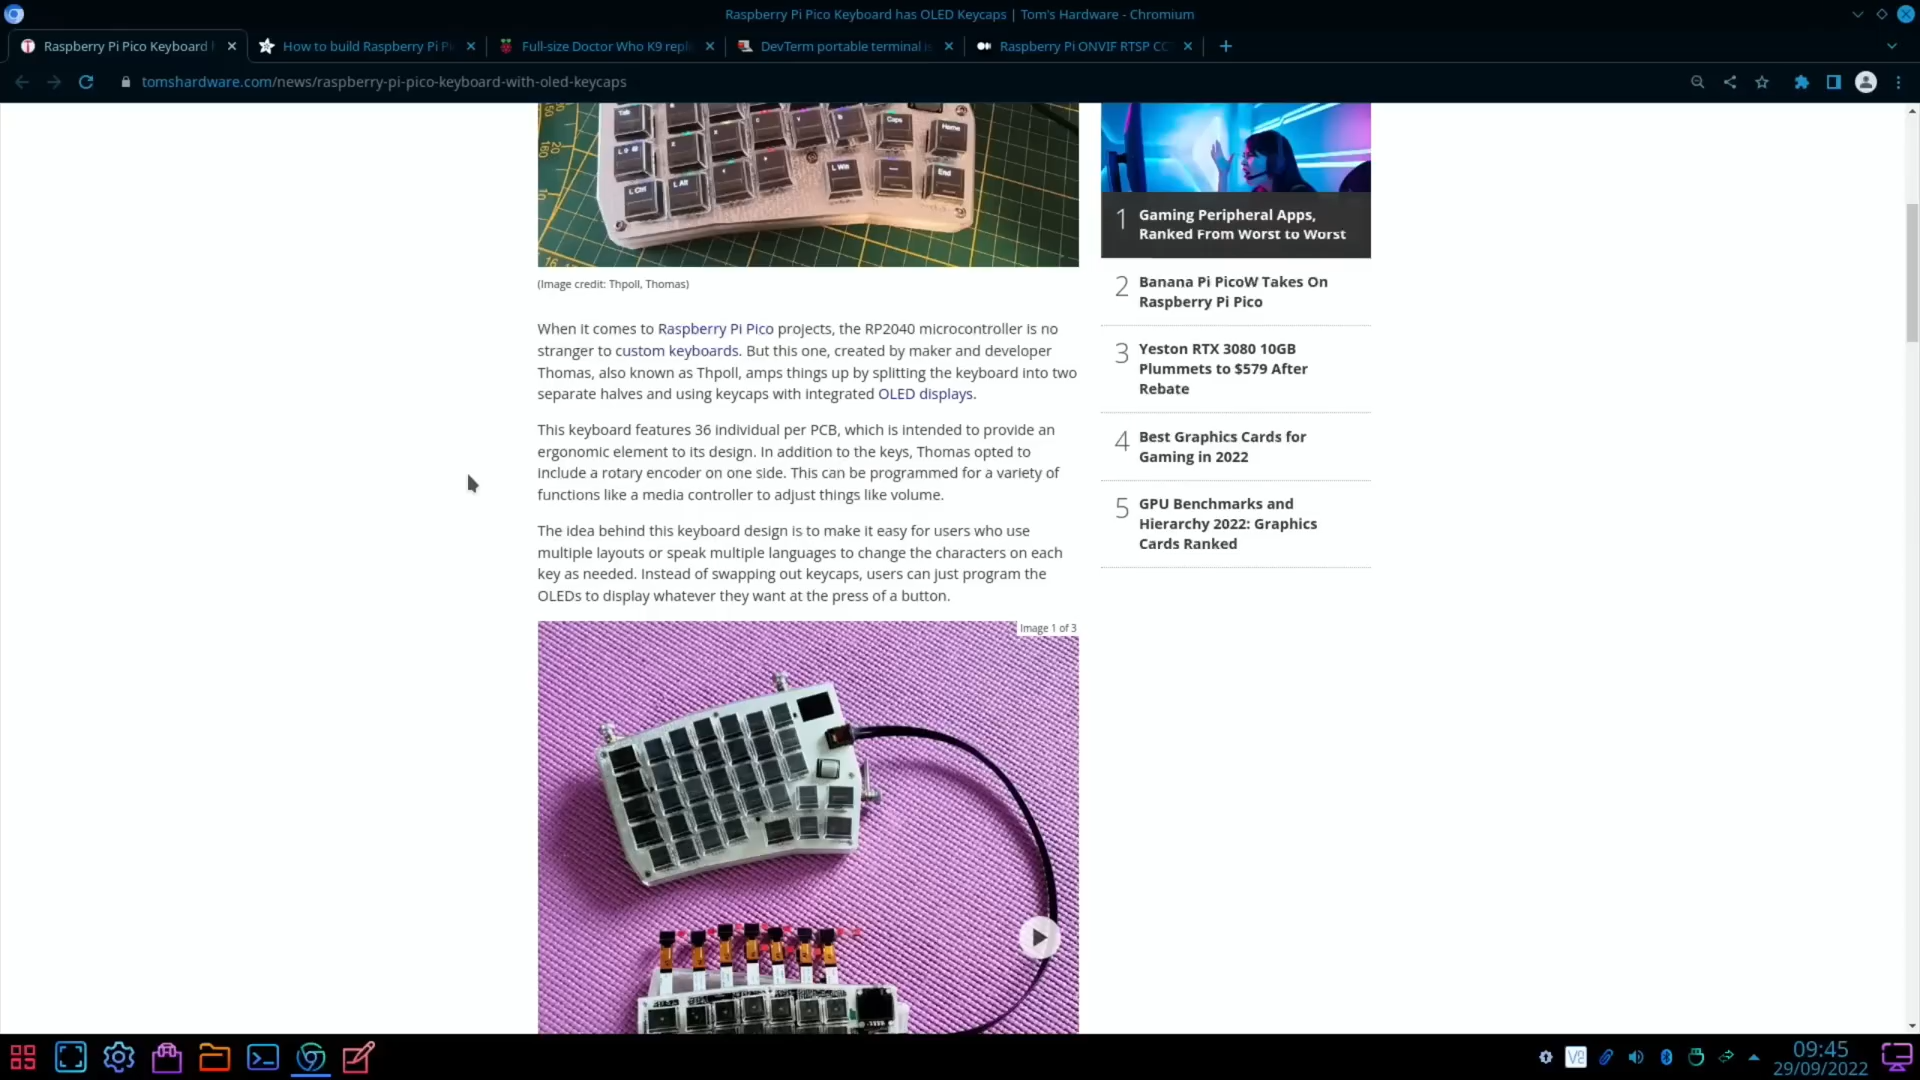 Raspberry Pi Pico Keyboard has OLED Keycaps | Tom's Hardware - Chromium
Raspberry Pi Pico Keyboard
How to build Raspberry Pi P
Full-size Doctor Who K9 repl
DevTerm portable terminal
Raspberry Pi ONVIF RTSP CC
tomshardware.com/news/raspberry-pi-pico-keyboard-with-oled-keycaps
Tab
Caps
Home
L Win
End
L Ctrl
L Alt
(Image credit: Thpoll, Thomas)
When it comes to Raspberry Pi Pico projects, the RP2040 microcontroller is no
stranger to custom keyboards. But this one, created by maker and developer
Thomas, also known as Thpoll, amps things up by splitting the keyboard into two
separate halves and using keycaps with integrated OLED displays.
This keyboard features 36 individual per PCB, which is intended to provide an
ergonomic element to its design. In addition to the keys, Thomas opted to
include a rotary encoder on one side. This can be programmed for a variety of
functions like a media controller to adjust things like volume.
The idea behind this keyboard design is to make it easy for users who use
multiple layouts or speak multiple languages to change the characters on each
key as needed. Instead of swapping out keycaps, users can just program the
OLEDs to display whatever they want at the press of a button.
Image 1 of 3
1 Gaming Peripheral Apps,
Ranked From Worst to Worst
2 Banana Pi PicoW Takes On
Raspberry Pi Pico
3 Yeston RTX 3080 10GB
Plummets to $579 After
Rebate
4 Best Graphics Cards for
Gaming in 2022
5 GPU Benchmarks and
Hierarchy 2022: Graphics
Cards Ranked
09:45
29/09/2022